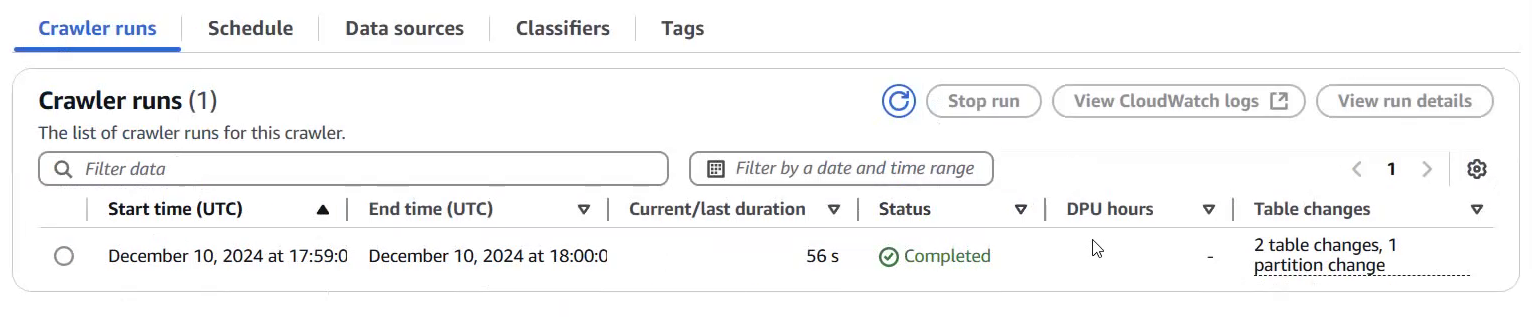 Crawler runs Schedule Data sources Classifiers Tags
Crawler runs (1) Stop run View CloudWatch logs View run details
The list of crawler runs for this crawler.
Filter data Filter by a date and time range 1
Start time (UTC) End time (UTC) Current/last duration Status DPU hours Table changes
December 10, 2024 at 17:59:0 December 10, 2024 at 18:00:0 56 s Completed - 2 table changes, 1
partition change